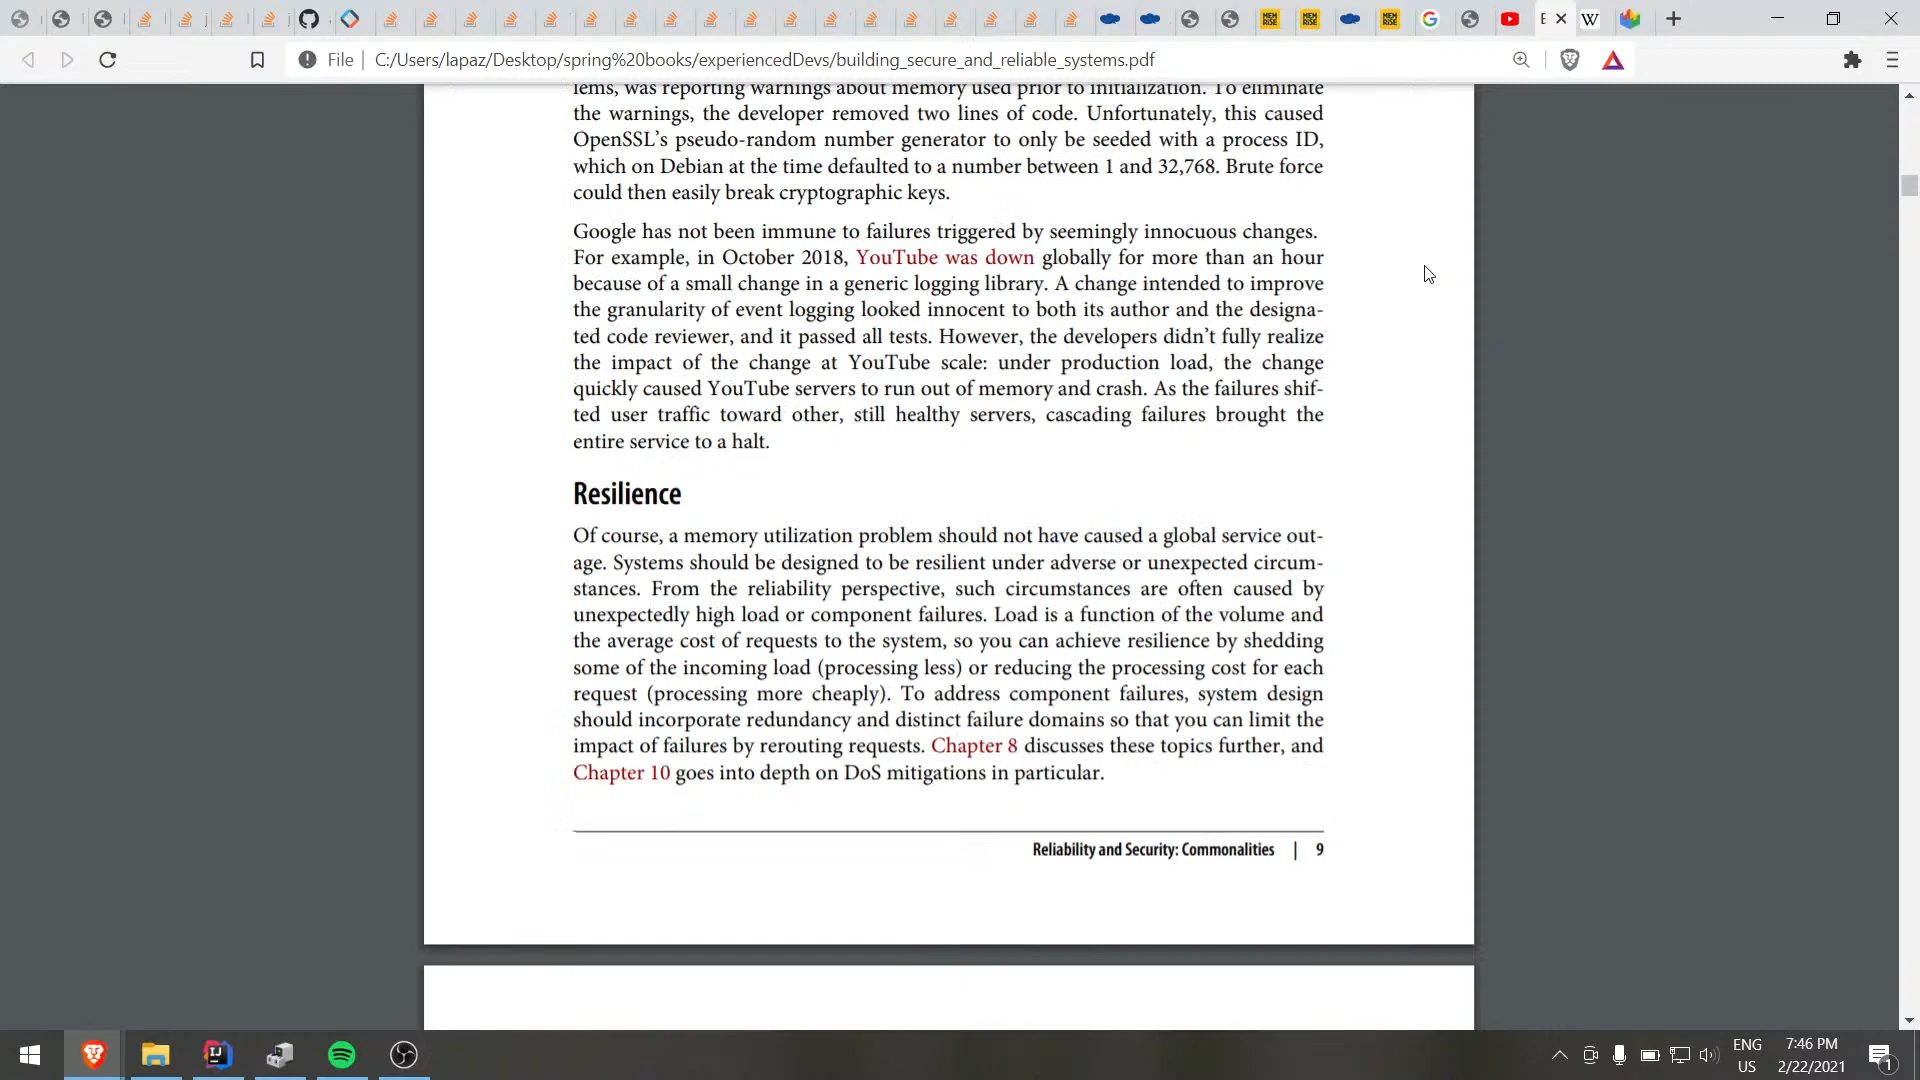 File
C:/Users/lapaz/Desktop/spring%20books/experiencedDevs/building_secure_and_reliable_systems.pdf
lems, was reporting warnings about memory used prior to initialization. To eliminate
the warnings, the developer removed two lines of code. Unfortunately, this caused
OpenSSL’s pseudo-random number generator to only be seeded with a process ID,
which on Debian at the time defaulted to a number between 1 and 32,768. Brute force
could then easily break cryptographic keys.
Google has not been immune to failures triggered by seemingly innocuous changes.
For example, in October 2018, YouTube was down globally for more than an hour
because of a small change in a generic logging library. A change intended to improve
the granularity of event logging looked innocent to both its author and the designa-
ted code reviewer, and it passed all tests. However, the developers didn’t fully realize
the impact of the change at YouTube scale: under production load, the change
quickly caused YouTube servers to run out of memory and crash. As the failures shif-
ted user traffic toward other, still healthy servers, cascading failures brought the
entire service to a halt.
Resilience
Of course, a memory utilization problem should not have caused a global service out-
age. Systems should be designed to be resilient under adverse or unexpected circum-
stances. From the reliability perspective, such circumstances are often caused by
unexpectedly high load or component failures. Load is a function of the volume and
the average cost of requests to the system, so you can achieve resilience by shedding
some of the incoming load (processing less) or reducing the processing cost for each
request (processing more cheaply). To address component failures, system design
should incorporate redundancy and distinct failure domains so that you can limit the
impact of failures by rerouting requests. Chapter 8 discusses these topics further, and
Chapter 10 goes into depth on DoS mitigations in particular.
Reliability and Security: Commonalities | 9
ENG
US
7:46 PM
2/22/2021
1